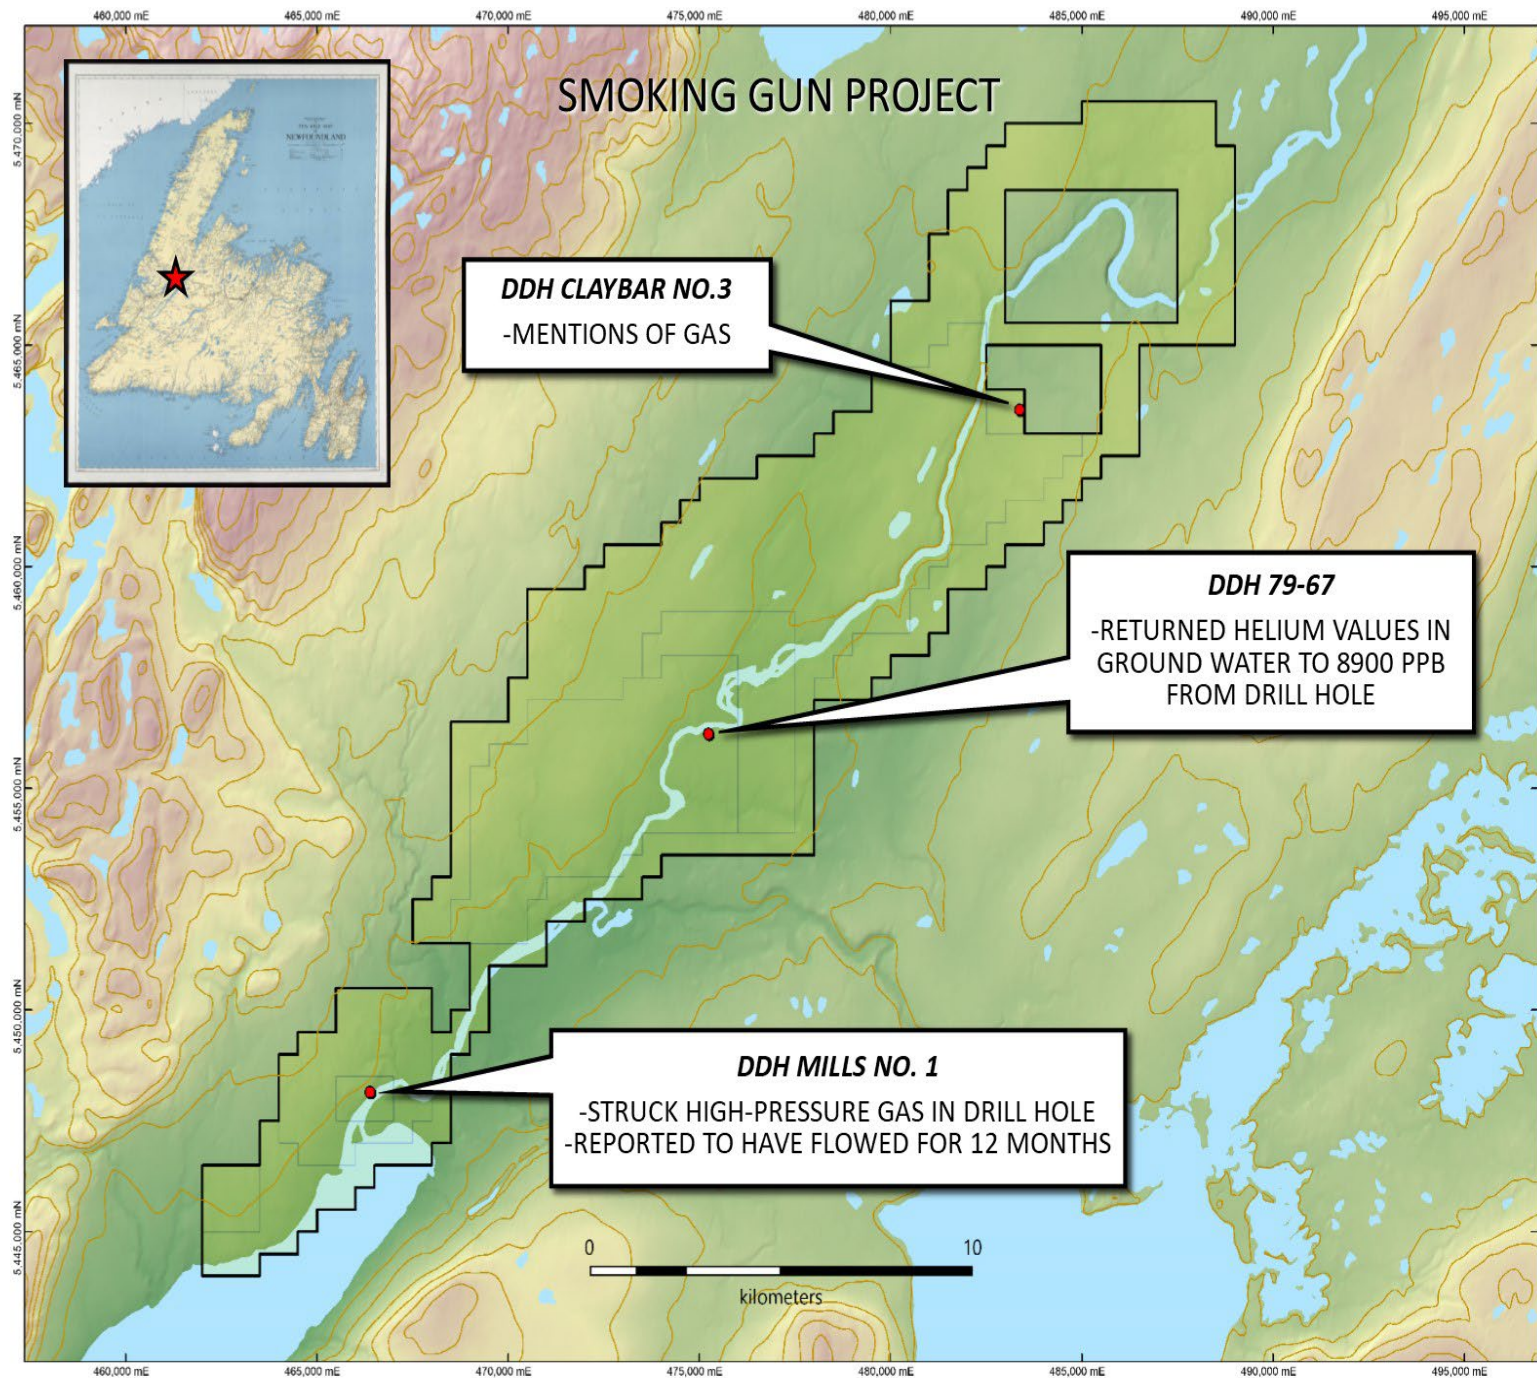 460,000 mE
465,000 mE
470,000 mE
475,000 mE
480,000 mE
485,000 mE
490,000 mE
495,000 mE
SMOKING GUN PROJECT
NEWFOUNDLAND
5,470,000 mN
DDH CLAYBAR NO.3
-MENTIONS OF GAS
5,465,000 mN
5,460,000 mN
DDH 79-67
-RETURNED HELIUM VALUES IN
GROUND WATER TO 8900 PPB
FROM DRILL HOLE
5,455,000 mN
5,450,000 mN
DDH MILLS NO. 1
-STRUCK HIGH-PRESSURE GAS IN DRILL HOLE
-REPORTED TO HAVE FLOWED FOR 12 MONTHS
5,445,000 mN
0
10
kilometers
460,000 mE
465,000 mE
470,000 mE
475,000 mE
480,000 mE
485,000 mE
490,000 mE
495,000 mE